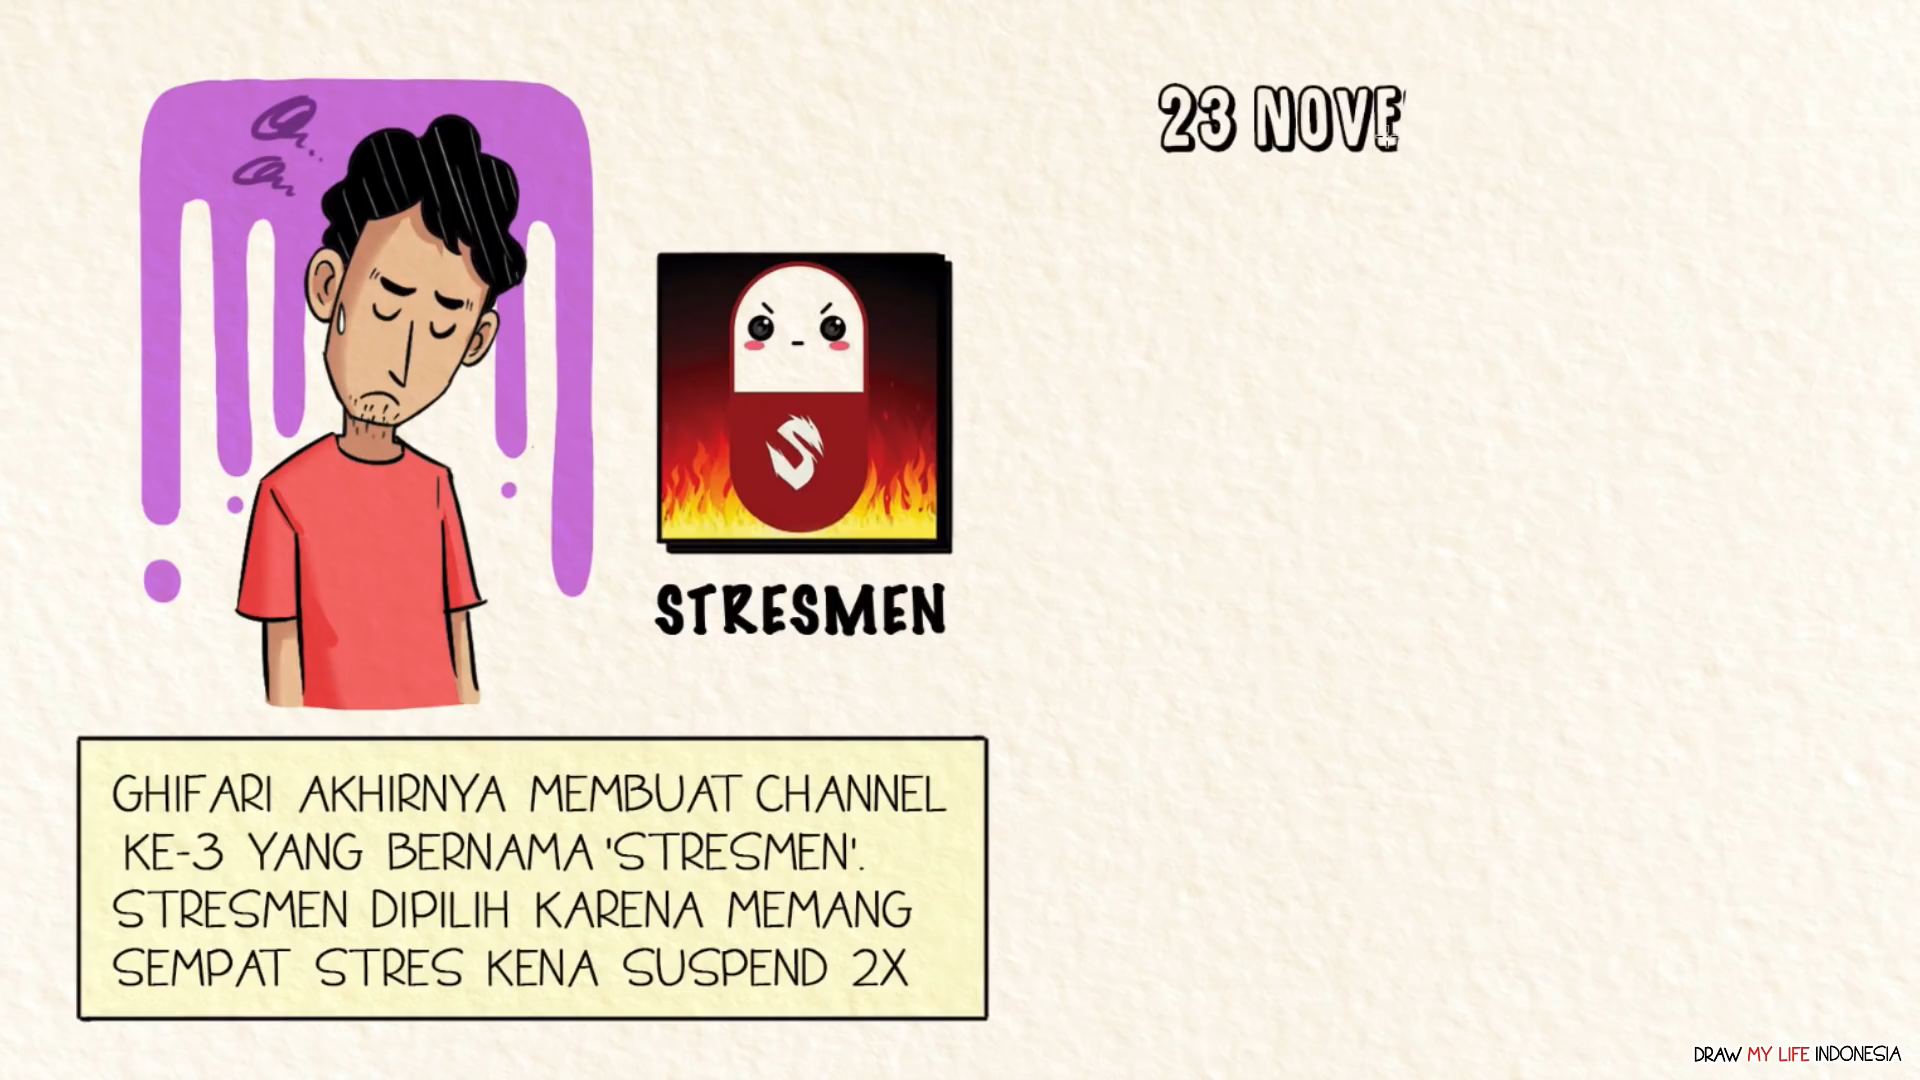 23 NOVE
STRESMEN
GHIFARI AKHIRNYA MEMBUAT CHANNEL
KE-3 YANG BERNAMA 'STRESMEN'.
STRESMEN DIPILIH KARENA MEMANG
SEMPAT STRES KENA SUSPEND 2X
DRAW MY LIFE INDONESIA